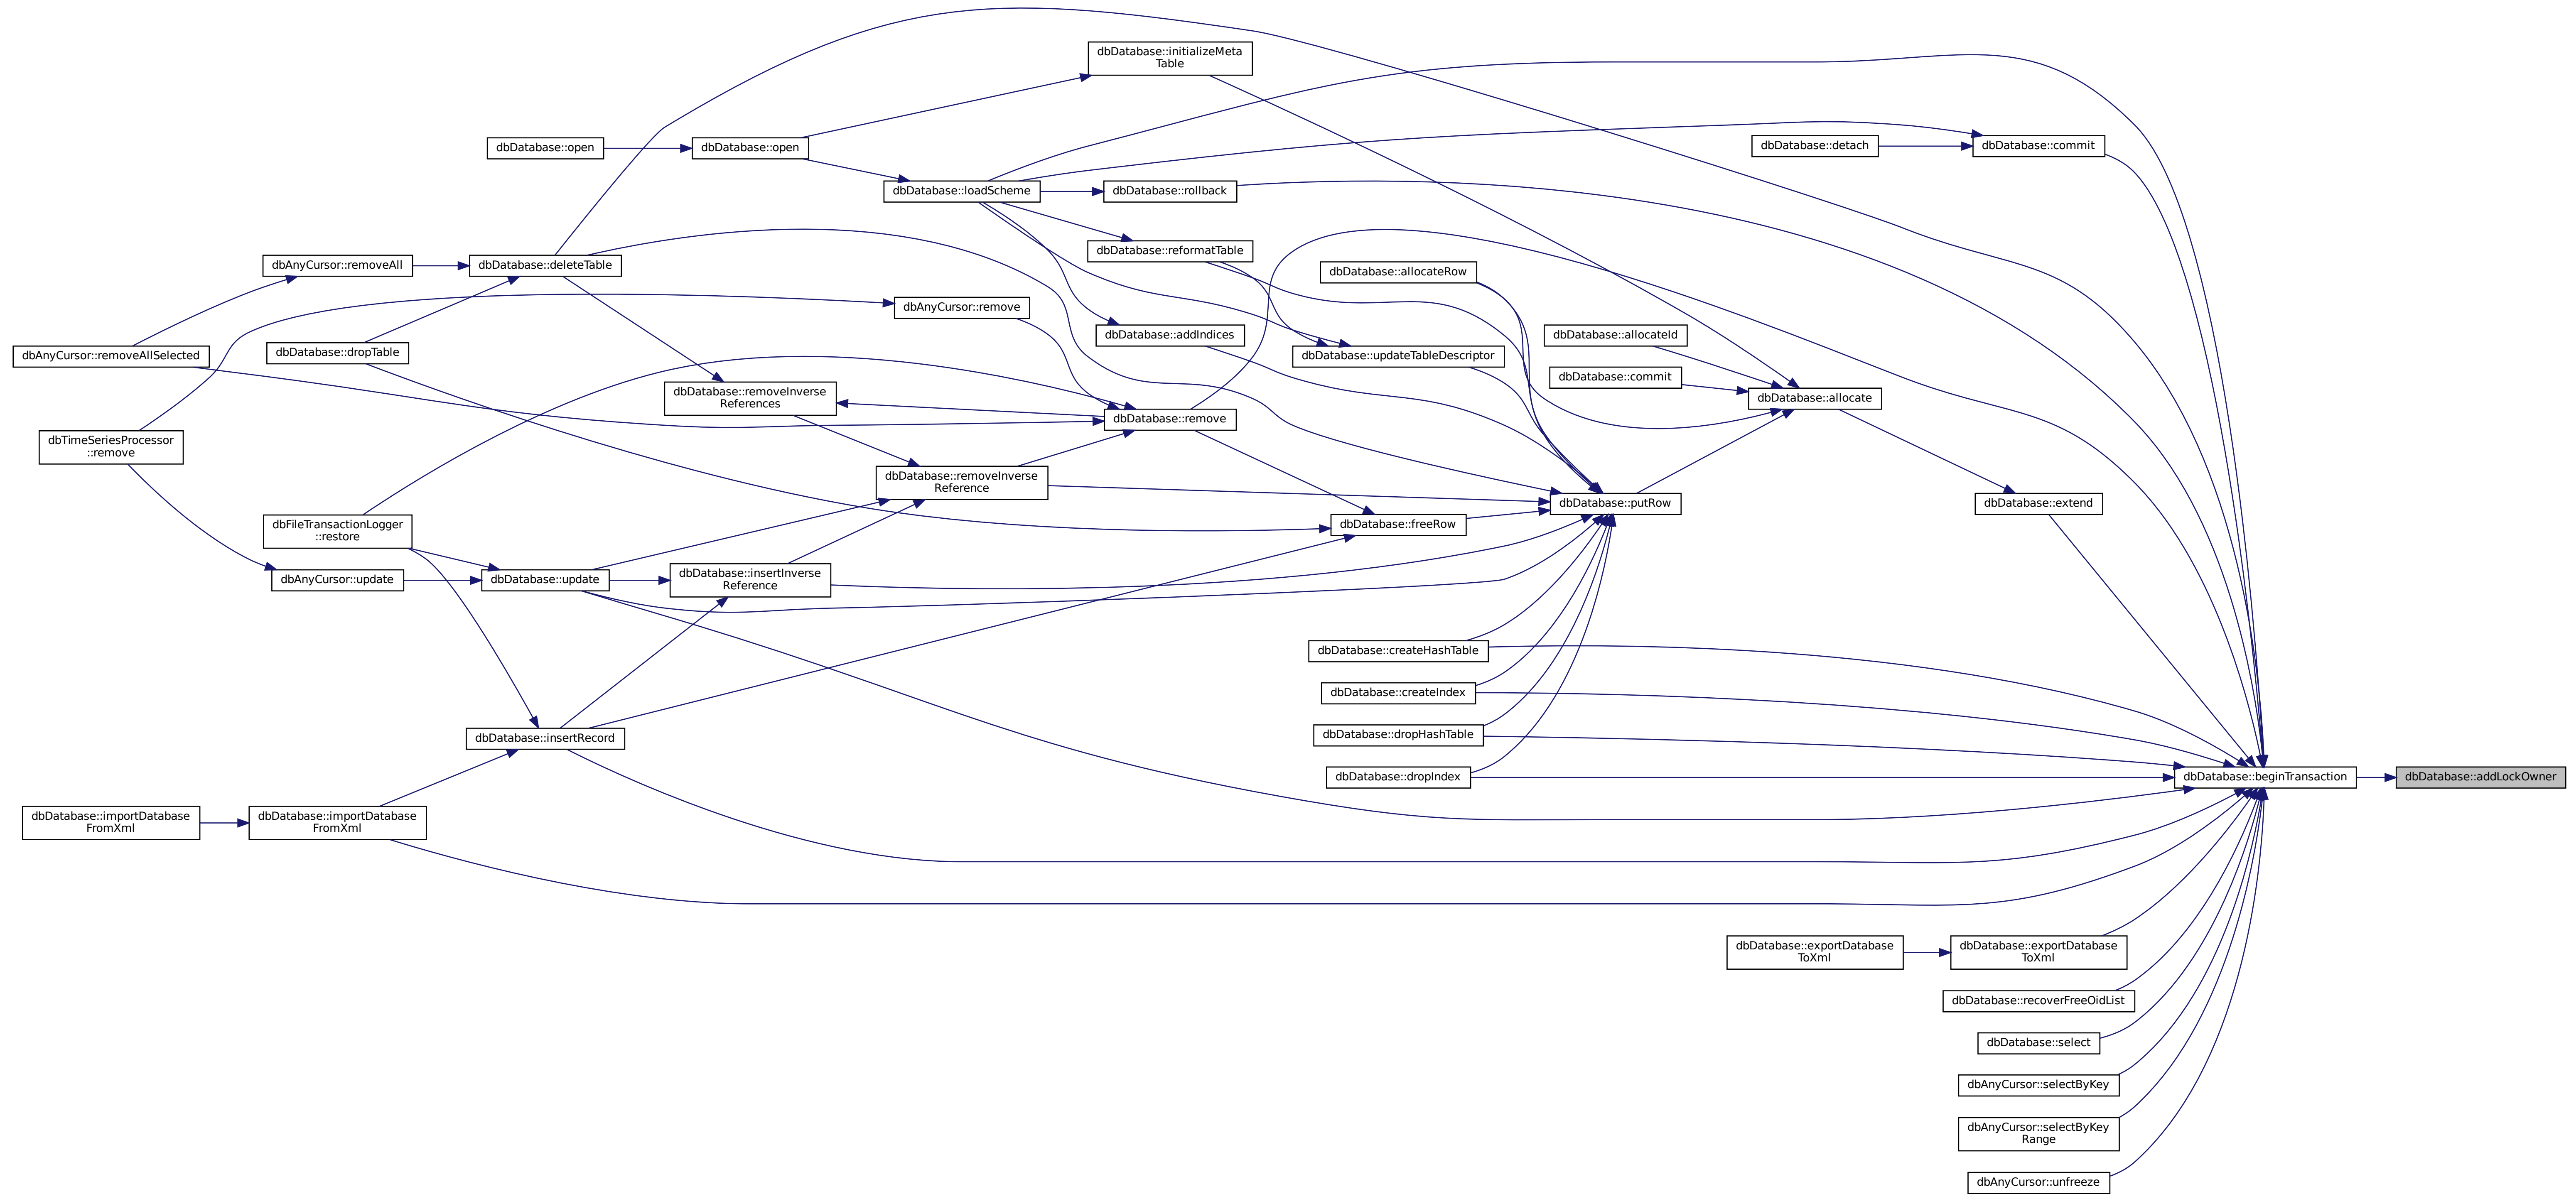 dbDatabase::initializeMeta
Table
dbDatabase::open
dbDatabase::open
dbDatabase::detach
dbDatabase::commit
dbDatabase::loadScheme
dbDatabase::rollback
dbDatabase::reformatTable
dbAnyCursor::removeAll
dbDatabase::deleteTable
dbDatabase::allocateRow
dbAnyCursor::remove
dbDatabase::addIndices
dbDatabase::allocateId
dbAnyCursor::removeAllSelected
dbDatabase::dropTable
dbDatabase::updateTableDescriptor
dbDatabase::commit
dbDatabase::removeInverse
References
dbDatabase::allocate
dbDatabase::remove
dbTimeSeriesProcessor
::remove
dbDatabase::removeInverse
Reference
dbDatabase::putRow
dbDatabase::extend
dbFileTransactionLogger
::restore
dbDatabase::freeRow
dbAnyCursor::update
dbDatabase::update
dbDatabase::insertInverse
Reference
dbDatabase::createHashTable
dbDatabase::createIndex
dbDatabase::insertRecord
dbDatabase::dropHashTable
dbDatabase::dropIndex
dbDatabase::beginTransaction
dbDatabase::addLockOwner
dbDatabase::importDatabase
FromXml
dbDatabase::importDatabase
FromXml
dbDatabase::exportDatabase
ToXml
dbDatabase::exportDatabase
ToXml
dbDatabase::recoverFreeOidList
dbDatabase::select
dbAnyCursor::selectByKey
dbAnyCursor::selectByKey
Range
dbAnyCursor::unfreeze